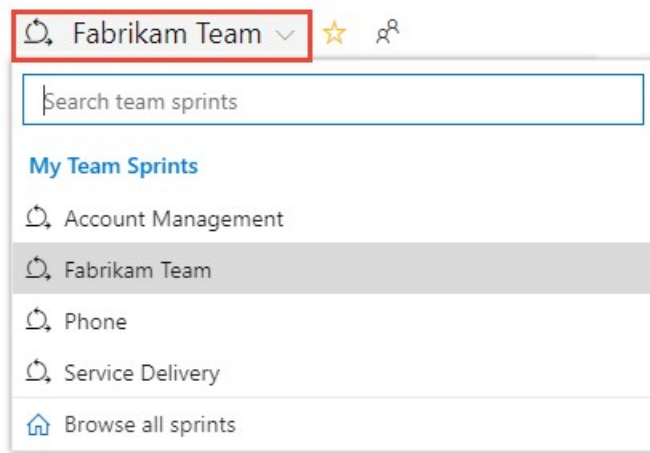 Fabrikam Team
Search team sprints
My Team Sprints
Account Management
Fabrikam Team
Phone
Service Delivery
Browse all sprints